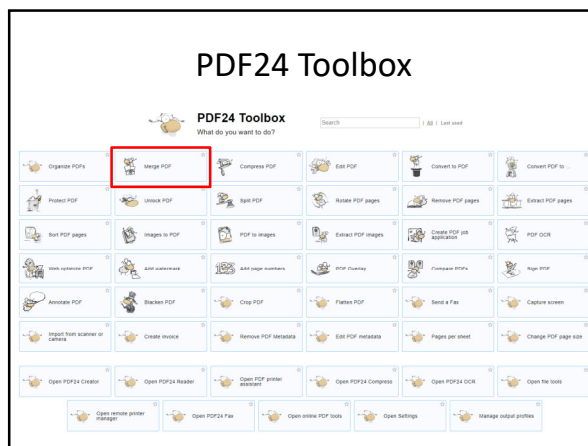 PDF24 Toolbox
PDF24 Toolbox
What do you want to do?
Search | All | Last used
Organize PDFs
Merge PDF
Compress PDF
Edit PDF
Convert to PDF
Convert PDF to ...
Protect PDF
Unlock PDF
Split PDF
Rotate PDF pages
Remove PDF pages
Extract PDF pages
Sort PDF pages
Images to PDF
PDF to images
Extract PDF images
Create PDF job
application
PDF OCR
Web optimize PDF
Add watermark
Add page numbers
PDF Overlay
Compare PDFs
Sign PDF
Annotate PDF
Blacken PDF
Crop PDF
Flatten PDF
Send a Fax
Capture screen
Import from scanner or
camera
Create invoice
Remove PDF Metadata
Edit PDF metadata
Pages per sheet
Change PDF page size
Open PDF24 Creator
Open PDF24 Reader
Open PDF printer
assistant
Open PDF24 Compress
Open PDF24 OCR
Open file tools
Open remote printer
manager
Open PDF24 Fax
Open online PDF tools
Open Settings
Manage output profiles